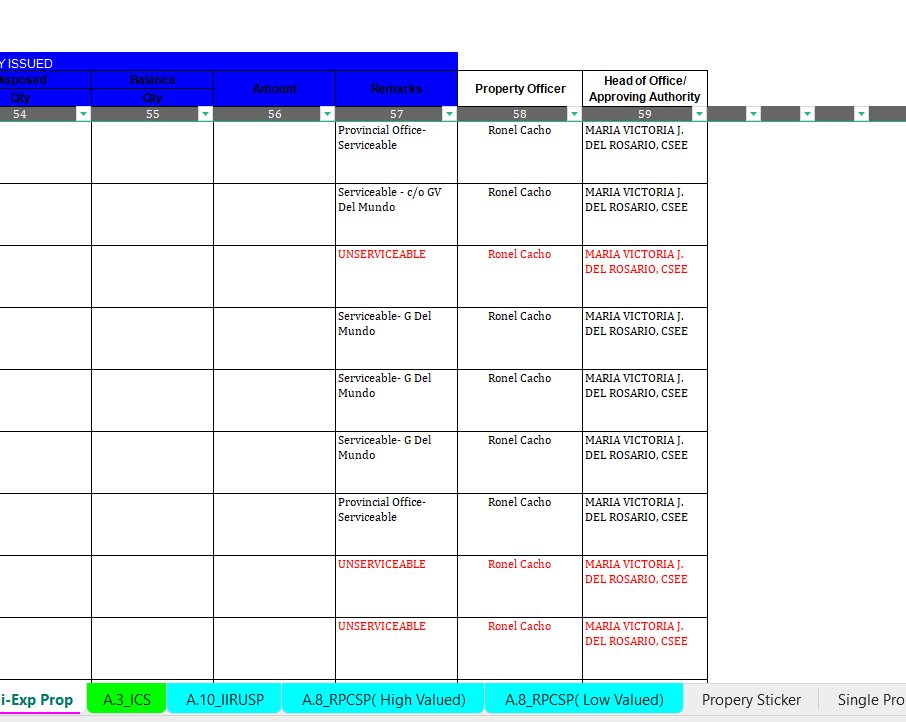 Y ISSUED
Disposed Balance Amount Remarks Property Officer Head of Office/
Approving Authority
Qty Qty
54 55 56 57 58 59
Provincial Office- Ronel Cacho MARIA VICTORIA J.
Serviceable DEL ROSARIO, CSEE
Serviceable - c/o GV Ronel Cacho MARIA VICTORIA J.
Del Mundo DEL ROSARIO, CSEE
UNSERVICEABLE Ronel Cacho MARIA VICTORIA J.
DEL ROSARIO, CSEE
Serviceable- G Del Ronel Cacho MARIA VICTORIA J.
Mundo DEL ROSARIO, CSEE
Serviceable- G Del Ronel Cacho MARIA VICTORIA J.
Mundo DEL ROSARIO, CSEE
Serviceable- G Del Ronel Cacho MARIA VICTORIA J.
Mundo DEL ROSARIO, CSEE
Provincial Office- Ronel Cacho MARIA VICTORIA J.
Serviceable DEL ROSARIO, CSEE
UNSERVICEABLE Ronel Cacho MARIA VICTORIA J.
DEL ROSARIO, CSEE
UNSERVICEABLE Ronel Cacho MARIA VICTORIA J.
DEL ROSARIO, CSEE
i-Exp Prop A.3_ICS A.10_IIRUSP A.8_RPCSP( High Valued) A.8_RPCSP( Low Valued) Propery Sticker Single Pro